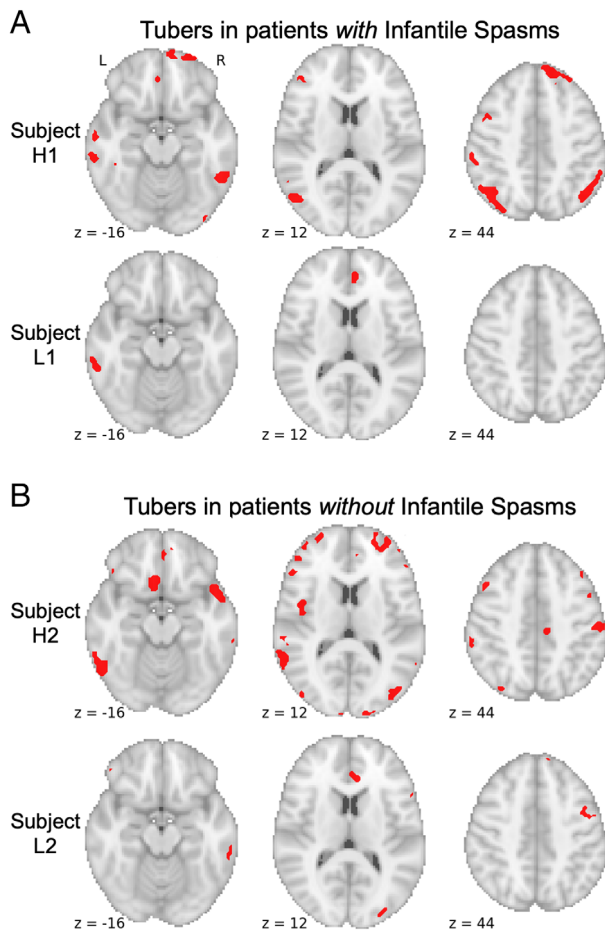 A
Tubers in patients with Infantile Spasms
L
R
Subject
H1
z = -16
z = 12
z = 44
Subject
L1
z = -16
z = 12
z = 44
B
Tubers in patients without Infantile Spasms
Subject
H2
z = -16
z = 12
z = 44
Subject
L2
z = -16
z = 12
z = 44